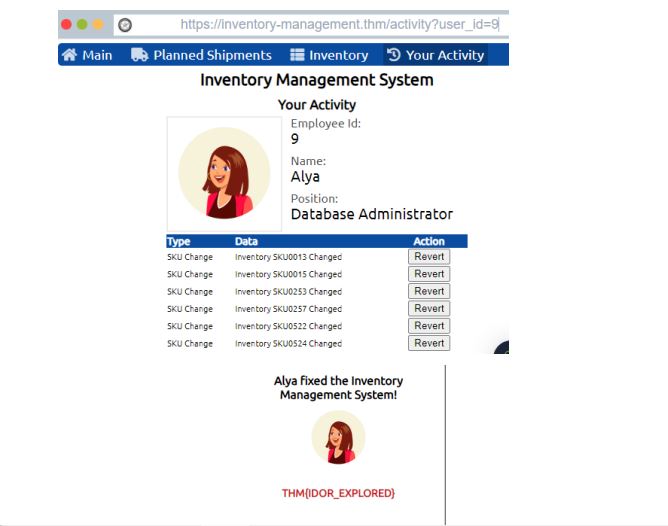 https://inventory-management.thm/activity?user_id=9
Main Planned Shipments Inventory Your Activity
Inventory Management System
Your Activity
Employee Id:
9
Name:
Alya
Position:
Database Administrator
Type Data Action
SKU Change Inventory SKU0013 Changed Revert
SKU Change Inventory SKU0015 Changed Revert
SKU Change Inventory SKU0253 Changed Revert
SKU Change Inventory SKU0257 Changed Revert
SKU Change Inventory SKU0522 Changed Revert
SKU Change Inventory SKU0524 Changed Revert
Alya fixed the Inventory
Management System!
THM{IDOR_EXPLORED}